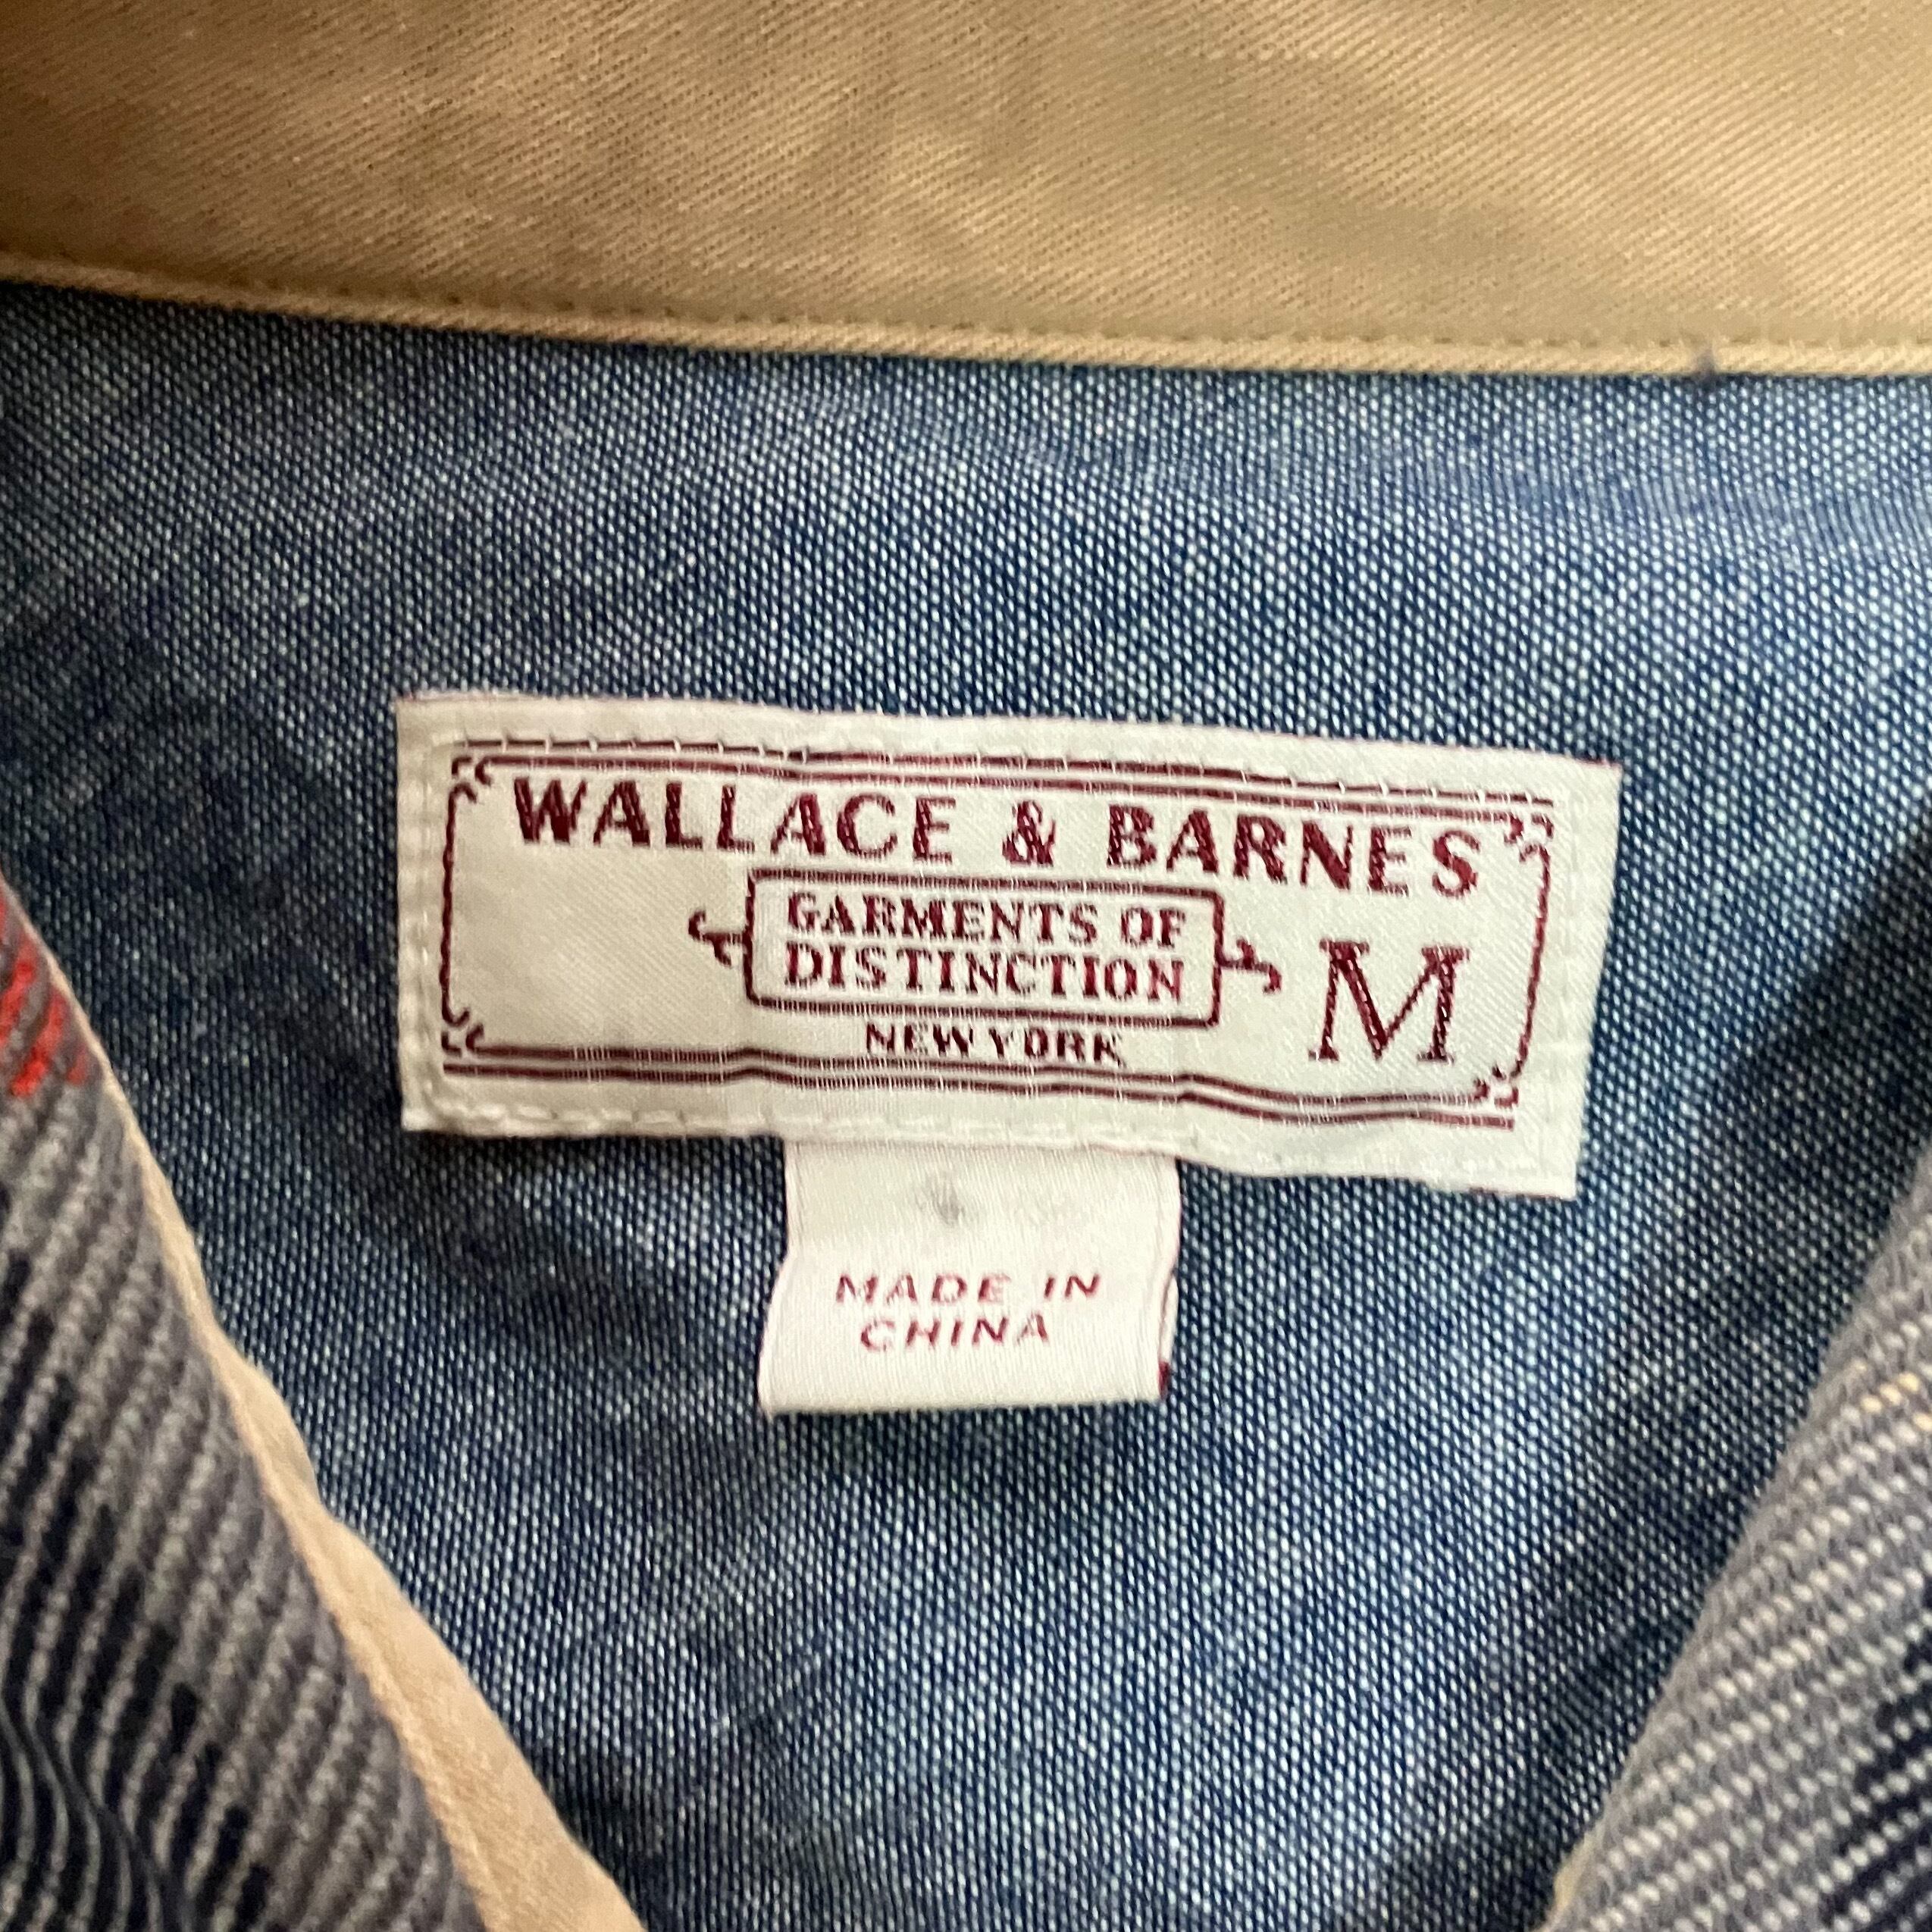 WALLACE & BARNES
GARMENTS OF
DISTINCTION
M
NEW YORK
MADE IN
CHINA